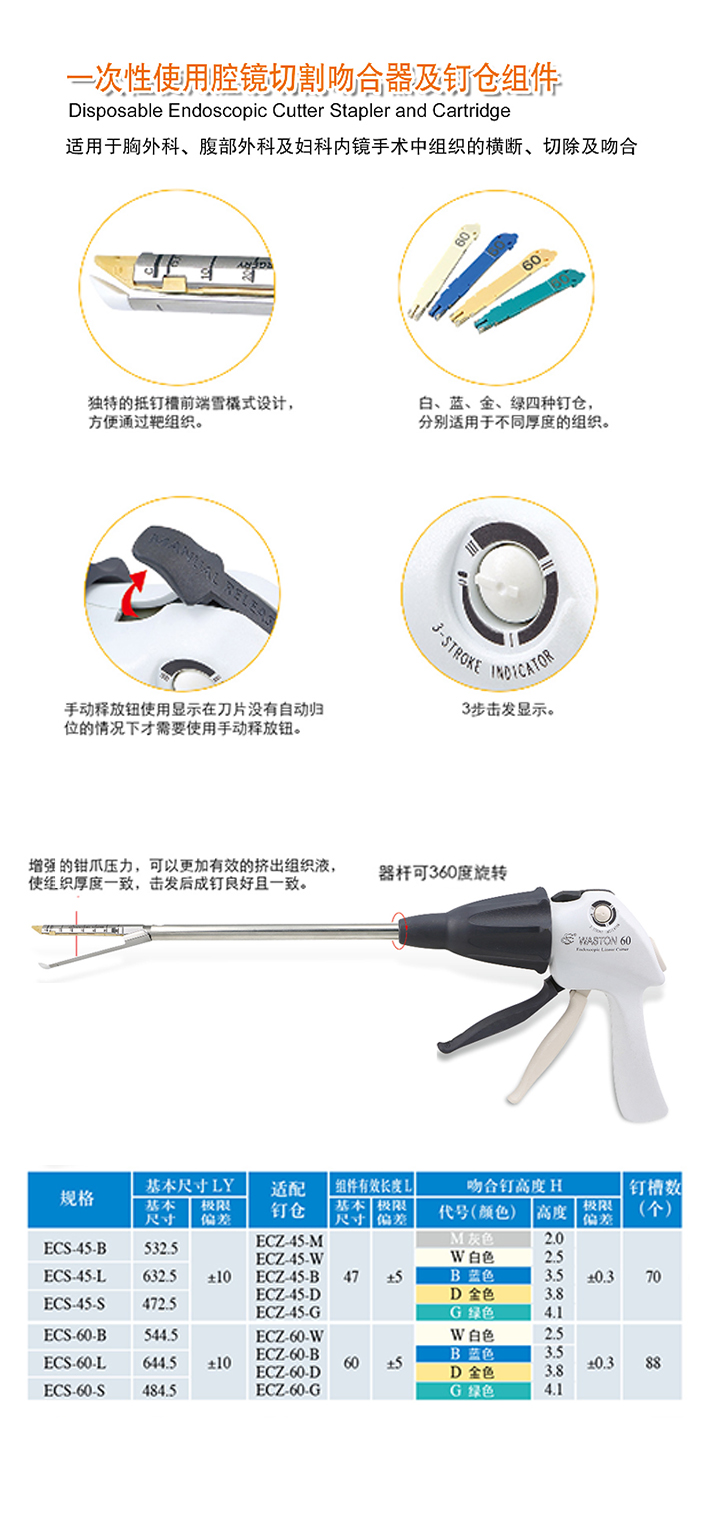 一次性使用腔镜切割吻合器及钉仓组件
Disposable Endoscopic Cutter Stapler and Cartridge
适用于胸外科、腹部外科及妇科内镜手术中组织的横断、切除及吻合
10
20
60
60
60
60
独特的抵钉槽前端雪橇式设计，
方便通过靶组织。
白、蓝、金、绿四种钉仓，
分别适用于不同厚度的组织。
MANUAL RELEAS
3-STROKE INDICATOR
手动释放钮使用显示在刀片没有自动归
位的情况下才需要使用手动释放钮。
3步击发显示。
增强的钳爪压力，可以更加有效的挤出组织液，
使组织厚度一致，击发后成钉良好且一致。
器杆可360度旋转
WASTON 60
Endoscopic Linear Cutter
规格 基本尺寸LY 适配钉仓 组件有效长度L 吻合钉高度H 钉槽数（个）
基本尺寸 极限偏差 基本尺寸 极限偏差 代号（颜色） 高度 极限偏差
ECS-45-B 532.5
ECS-45-L 632.5
ECS-45-S 472.5
±10
ECZ-45-M
ECZ-45-W
ECZ-45-B
ECZ-45-D
ECZ-45-G
47 ±5
M 灰色 2.0
W 白色 2.5
B 蓝色 3.5
D 金色 3.8
G 绿色 4.1
±0.3 70
ECS-60-B 544.5
ECS-60-L 644.5
ECS-60-S 484.5
±10
ECZ-60-W
ECZ-60-B
ECZ-60-D
ECZ-60-G
60 ±5
W 白色 2.5
B 蓝色 3.5
D 金色 3.8
G 绿色 4.1
±0.3 88